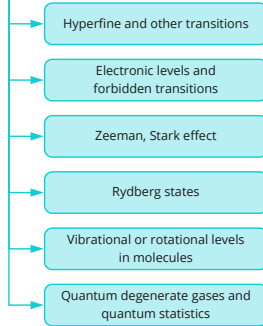 Hyperfine and other transitions
Electronic levels and
forbidden transitions
Zeeman, Stark effect
Rydberg states
Vibrational or rotational levels
in molecules
Quantum degenerate gases and
quantum statistics